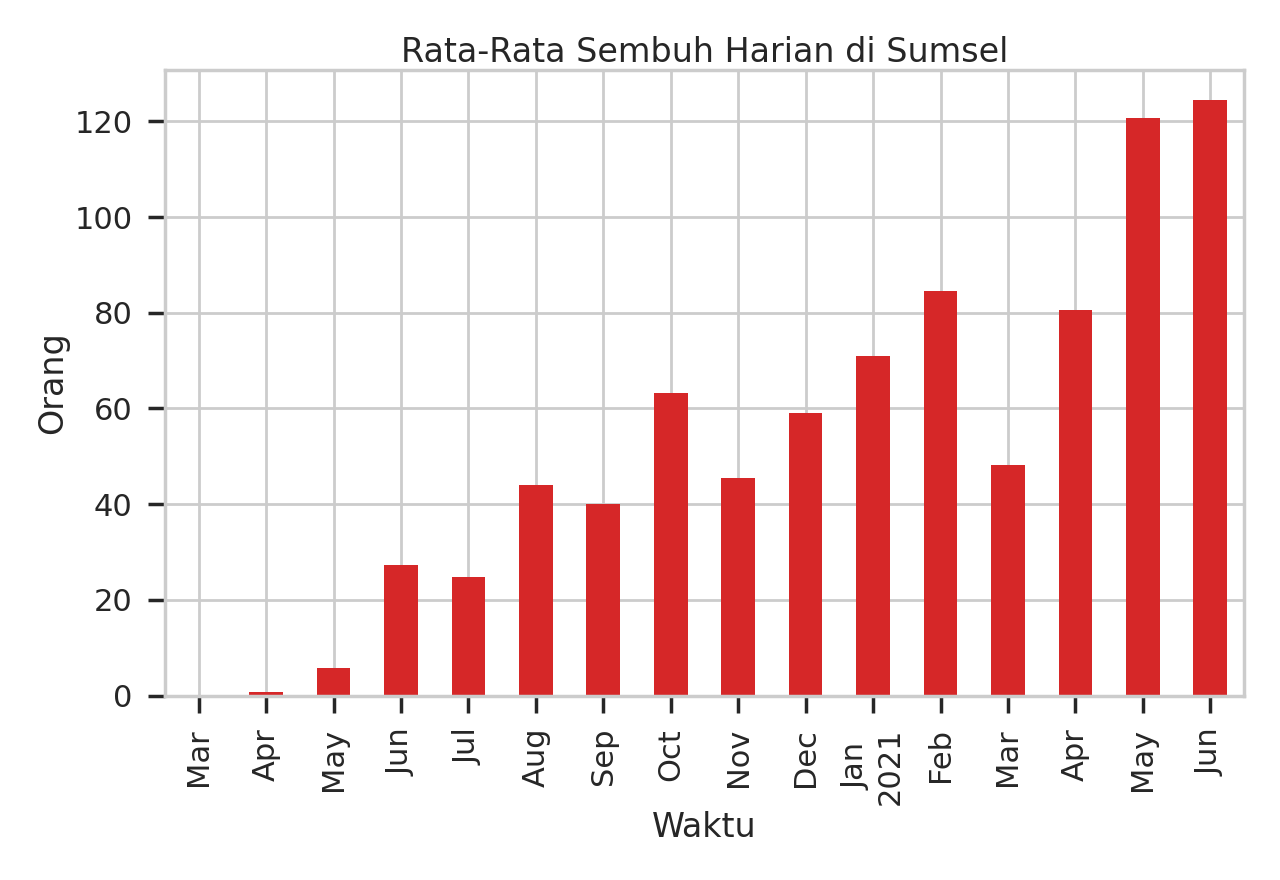 Rata-Rata Sembuh Harian di Sumsel
Orang
120
100
80
60
40
20
0
Mar
Apr
May
Jun
Jul
Aug
Sep
Oct
Nov
Dec
Jan
2021
Feb
Mar
Apr
May
Jun
Waktu